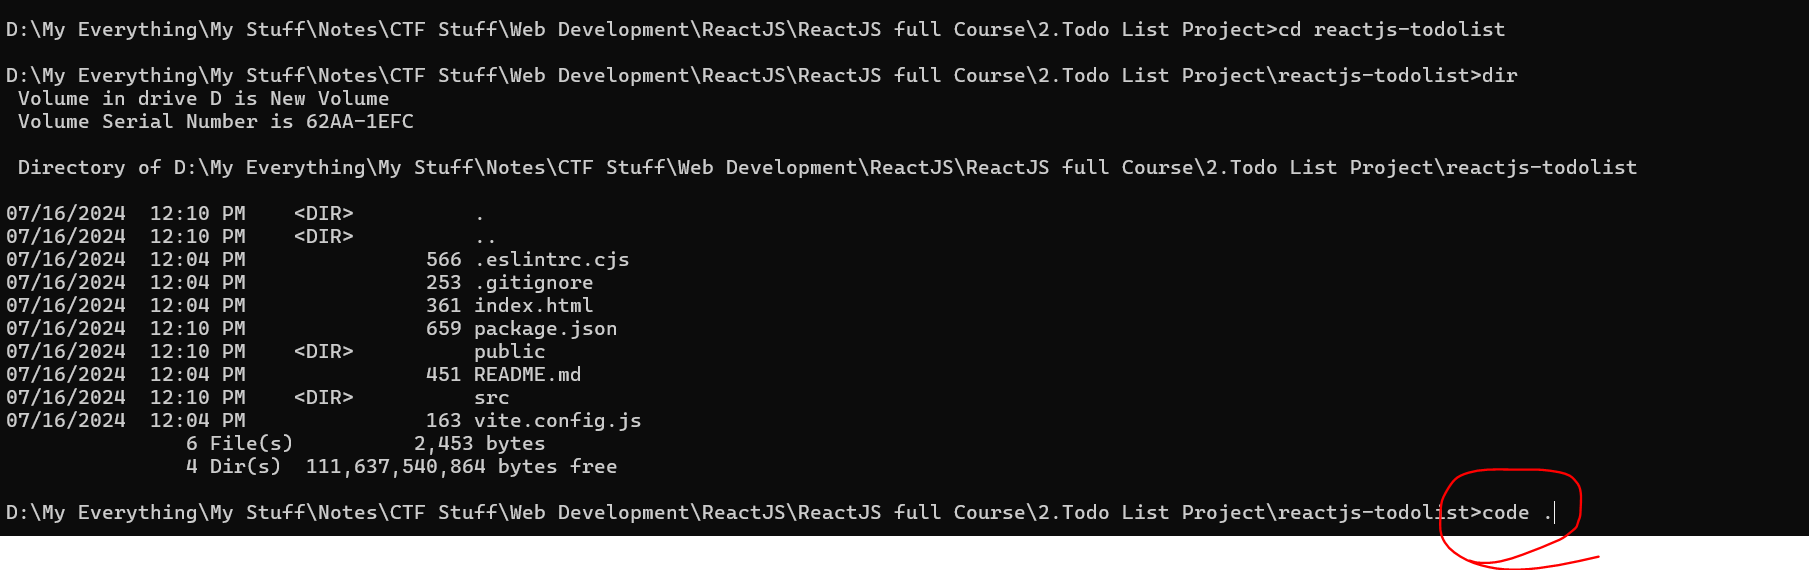 D:\My Everything\My Stuff\Notes\CTF Stuff\Web Development\ReactJS\ReactJS full Course\2.Todo List Project>cd reactjs-todolist
D:\My Everything\My Stuff\Notes\CTF Stuff\Web Development\ReactJS\ReactJS full Course\2.Todo List Project\reactjs-todolist>dir
Volume in drive D is New Volume
Volume Serial Number is 62AA-1EFC
Directory of D:\My Everything\My Stuff\Notes\CTF Stuff\Web Development\ReactJS\ReactJS full Course\2.Todo List Project\reactjs-todolist
07/16/2024  12:10 PM    <DIR>          .
07/16/2024  12:10 PM    <DIR>          ..
07/16/2024  12:04 PM               566 .eslintrc.cjs
07/16/2024  12:04 PM               253 .gitignore
07/16/2024  12:04 PM               361 index.html
07/16/2024  12:10 PM               659 package.json
07/16/2024  12:10 PM    <DIR>          public
07/16/2024  12:04 PM               451 README.md
07/16/2024  12:10 PM    <DIR>          src
07/16/2024  12:04 PM               163 vite.config.js
6 File(s)          2,453 bytes
4 Dir(s)  111,637,540,864 bytes free
D:\My Everything\My Stuff\Notes\CTF Stuff\Web Development\ReactJS\ReactJS full Course\2.Todo List Project\reactjs-todolist>code .